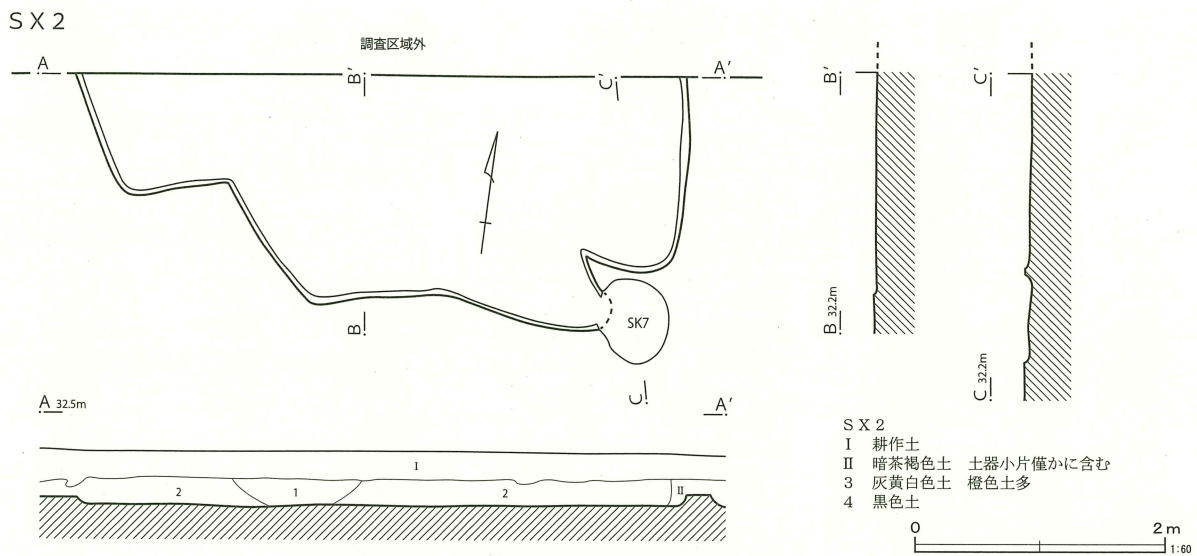 SX2
調査区域外
A
B'
C'
A'
SK7
B
C
B'
C'
B 32.2m
C 32.2m
A 32.5m
A'
I
2
1
2
II
SX2
I 耕作土
II 暗茶褐色土 土器小片僅かに含む
3 灰黄白色土 橙色土多
4 黒色土
0
2m
1:60